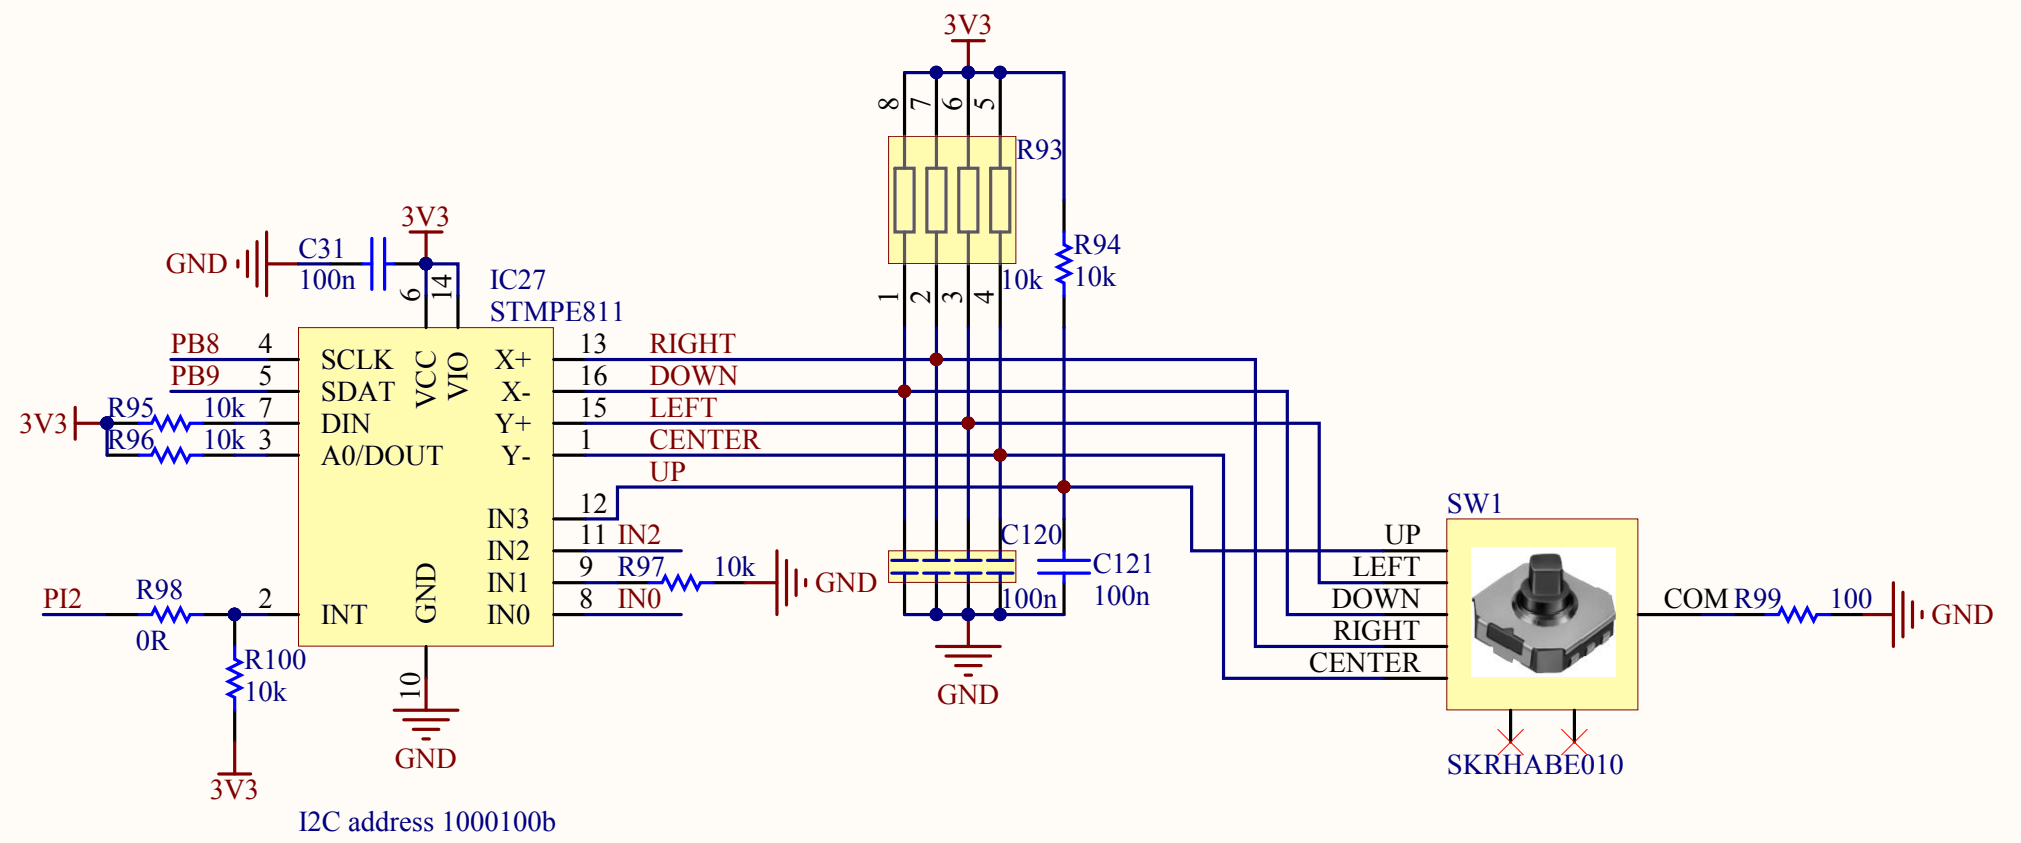 3V3
8
7
6
5
R93
10k
1
2
3
4
R94
10k
3V3
GND
C31
100n
6
14
IC27
STMPE811
PB8
4
SCLK
VCC
VIO
X+
13
RIGHT
PB9
5
SDAT
X-
16
DOWN
3V3
R95
10k
7
DIN
Y+
15
LEFT
R96
10k
3
A0/DOUT
Y-
1
CENTER
UP
IN3
12
IN2
11
IN2
IN1
9
R97
10k
GND
IN0
8
IN0
PI2
R98
0R
2
INT
GND
R100
10k
3V3
10
GND
C120
100n
C121
100n
GND
SW1
UP
LEFT
DOWN
RIGHT
CENTER
COM
R99
100
GND
SKRHABE010
I2C address 1000100b